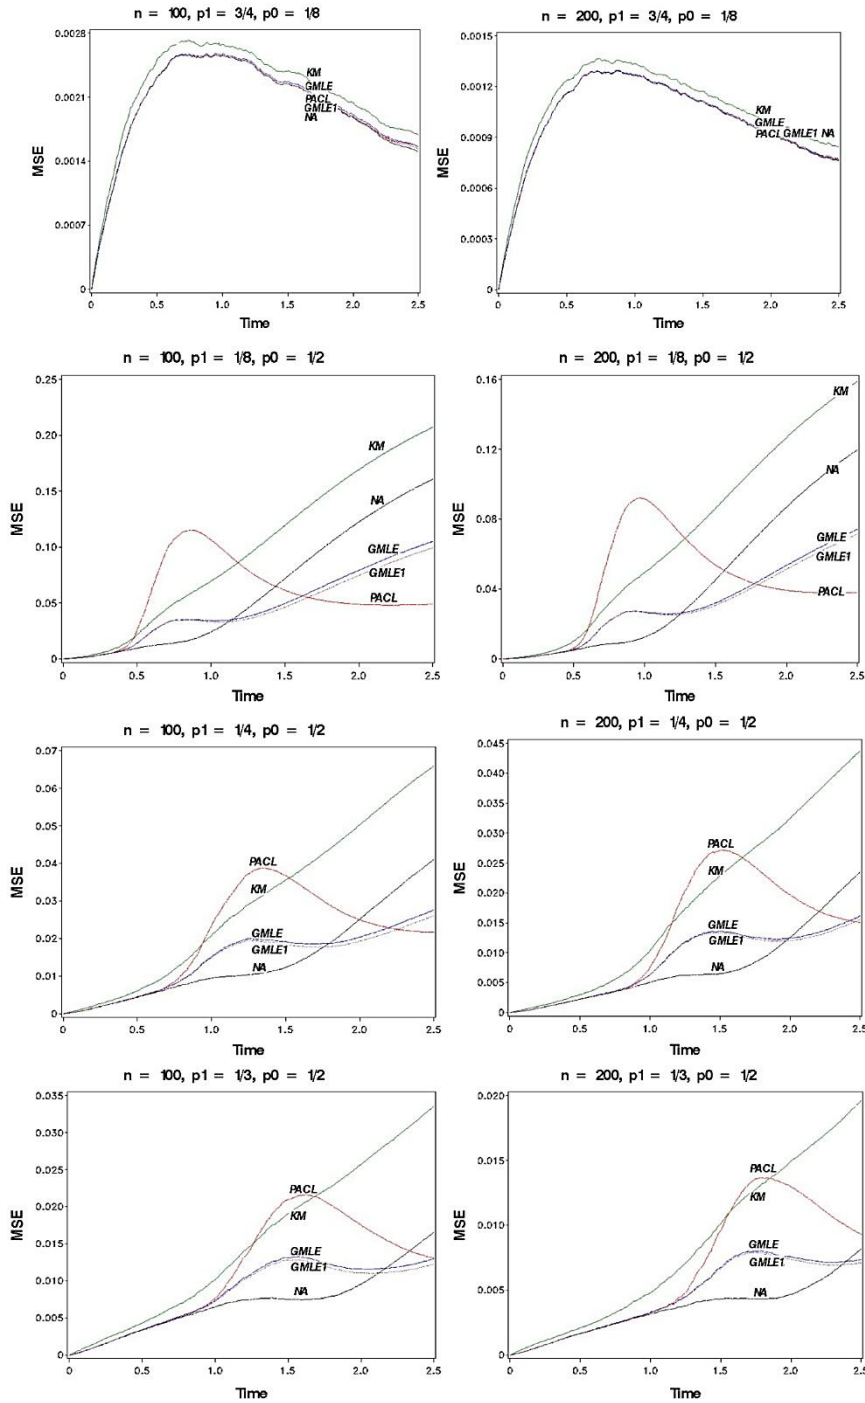 n = 100, p1 = 3/4, p0 = 1/8
MSE
0.0028
0.0021
0.0014
0.0007
0
KM
GMLE
PACL
GMLE1
NA
0 0.5 1.0 1.5 2.0 2.5
Time
n = 200, p1 = 3/4, p0 = 1/8
MSE
0.0015
0.0012
0.0009
0.0006
0.0003
0
KM
GMLE
PACL GMLE1 NA
0 0.5 1.0 1.5 2.0 2.5
Time
n = 100, p1 = 1/8, p0 = 1/2
MSE
0.25
0.20
0.15
0.10
0.05
0
KM
NA
GMLE
GMLE1
PACL
0 0.5 1.0 1.5 2.0 2.5
Time
n = 200, p1 = 1/8, p0 = 1/2
MSE
0.16
0.12
0.08
0.04
0
KM
NA
GMLE
GMLE1
PACL
0 0.5 1.0 1.5 2.0 2.5
Time
n = 100, p1 = 1/4, p0 = 1/2
MSE
0.07
0.06
0.05
0.04
0.03
0.02
0.01
0
PACL
KM
GMLE
GMLE1
NA
0 0.5 1.0 1.5 2.0 2.5
Time
n = 200, p1 = 1/4, p0 = 1/2
MSE
0.045
0.040
0.035
0.030
0.025
0.020
0.015
0.010
0.005
0
PACL
KM
GMLE
GMLE1
NA
0 0.5 1.0 1.5 2.0 2.5
Time
n = 100, p1 = 1/3, p0 = 1/2
MSE
0.035
0.030
0.025
0.020
0.015
0.010
0.005
0
PACL
KM
GMLE
GMLE1
NA
0 0.5 1.0 1.5 2.0 2.5
Time
n = 200, p1 = 1/3, p0 = 1/2
MSE
0.020
0.015
0.010
0.005
0
PACL
KM
GMLE
GMLE1
NA
0 0.5 1.0 1.5 2.0 2.5
Time